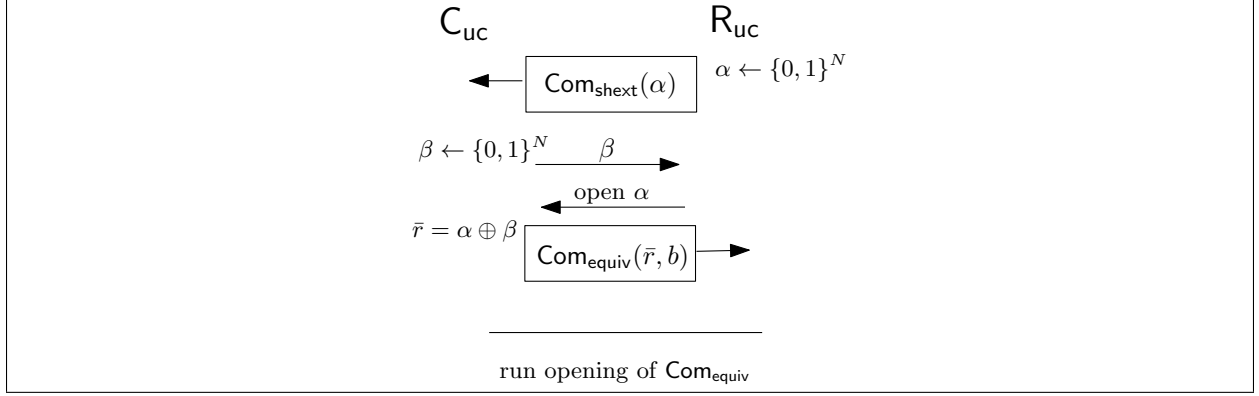 C_uc R_uc
Com_shext(α) α ← {0, 1}^N
β ← {0, 1}^N β
open α
r̄ = α ⊕ β
Com_equiv(r̄, b)
run opening of Com_equiv